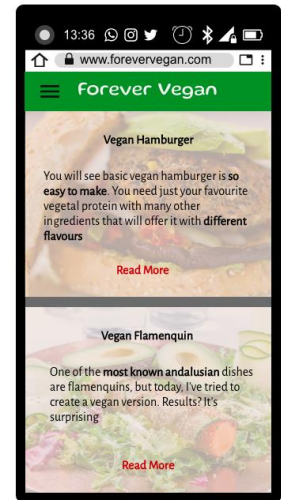 13:36
www.forevervegan.com
Forever Vegan
Vegan Hamburger
You will see basic vegan hamburger is so
easy to make. You need just your favourite
vegetal protein with many other
ingredients that will offer it with different
flavours
Read More
Vegan Flamenquin
One of the most known andalusian dishes
are flamenquins, but today, I've tried to
create a vegan version. Results? It's
surprising
Read More